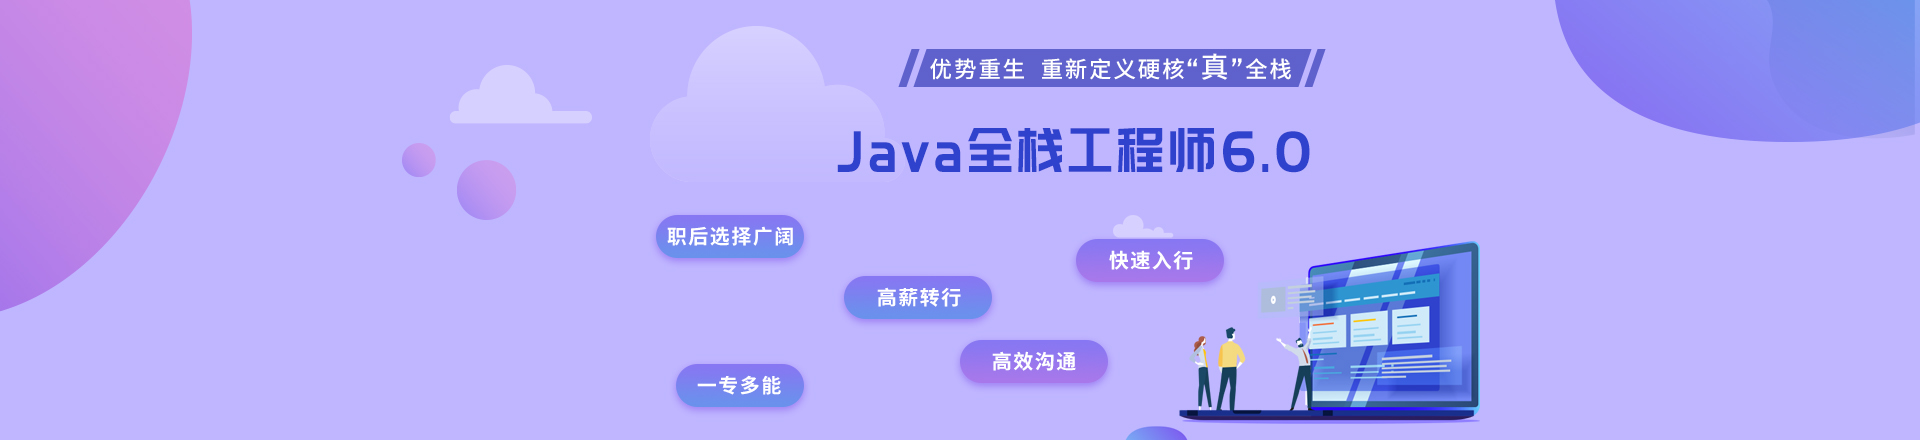 优势重生 重新定义硬核“真”全栈
Java全栈工程师6.0
职后选择广阔
快速入行
高薪转行
高效沟通
一专多能